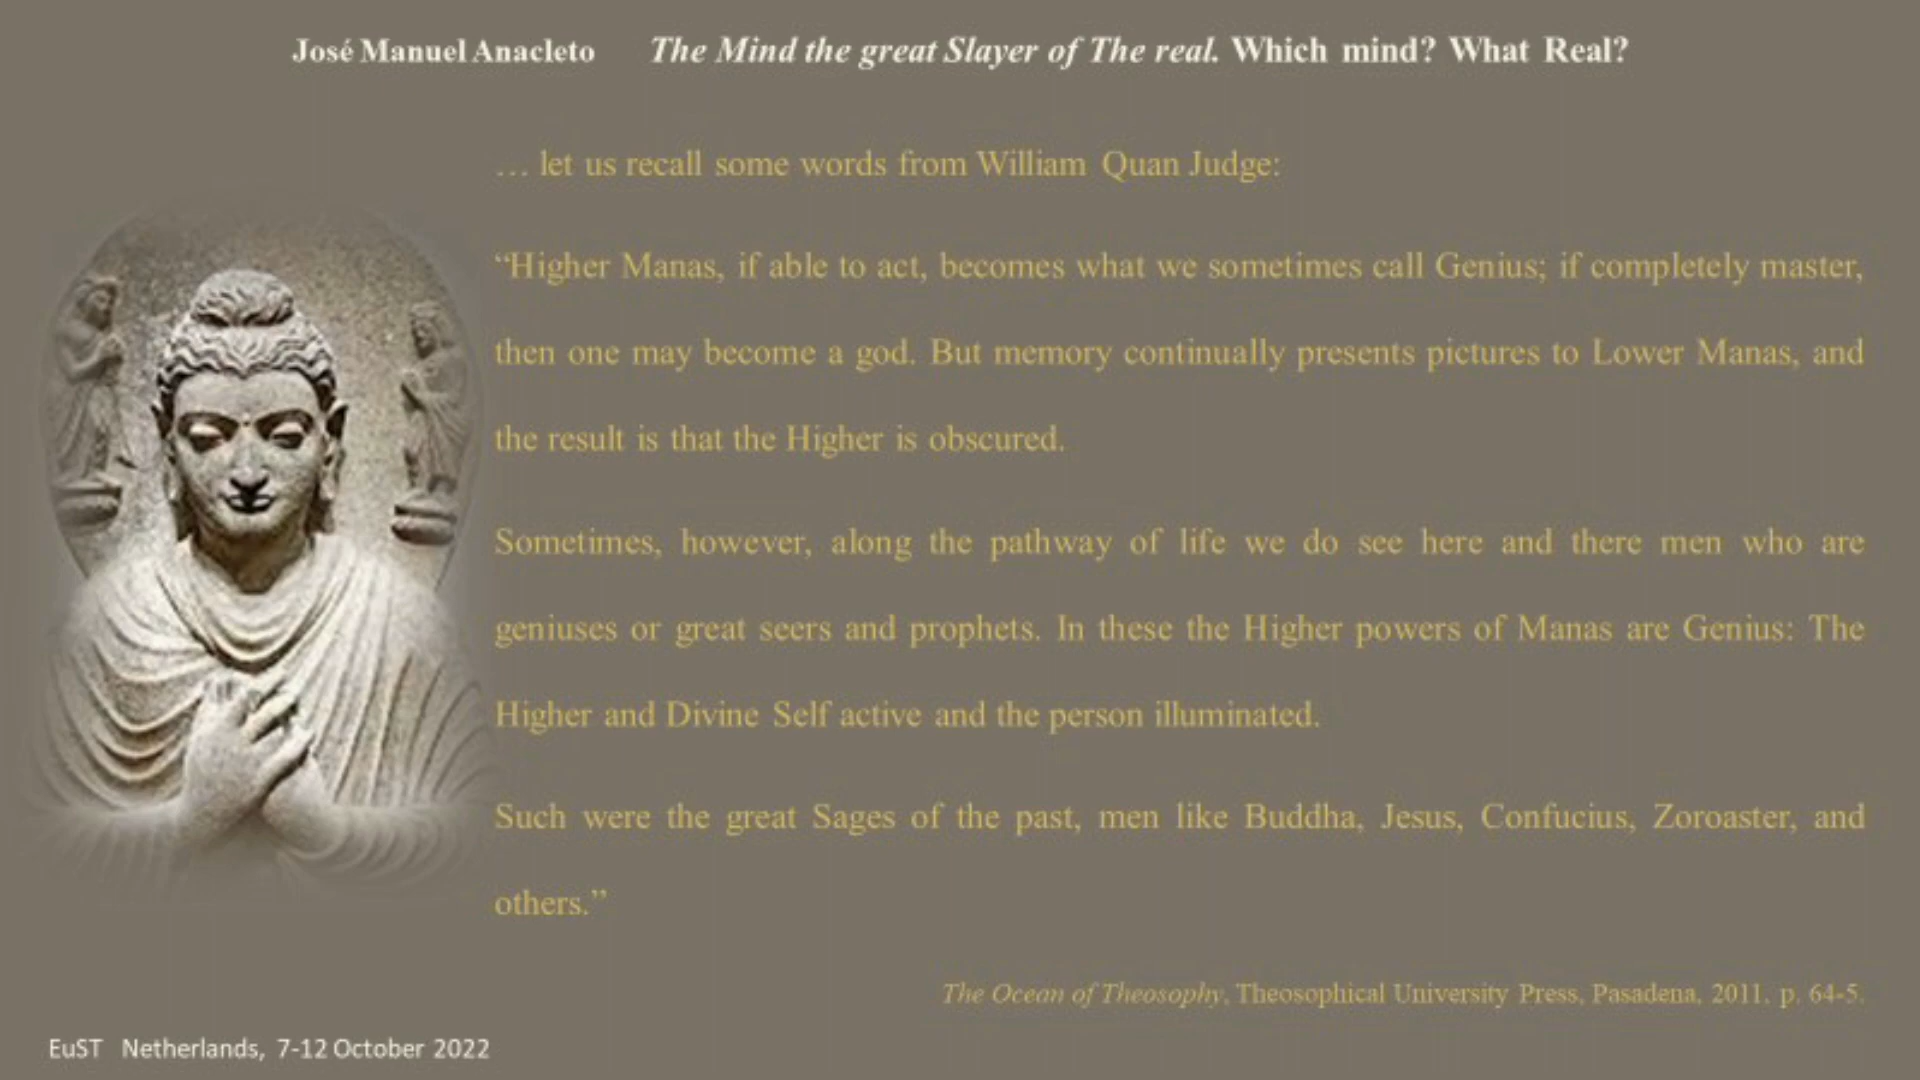 José Manuel Anacleto The Mind the great Slayer of The real. Which mind? What Real?
… let us recall some words from William Quan Judge:
“Higher Manas, if able to act, becomes what we sometimes call Genius; if completely master,
then one may become a god. But memory continually presents pictures to Lower Manas, and
the result is that the Higher is obscured.
Sometimes, however, along the pathway of life we do see here and there men who are
geniuses or great seers and prophets. In these the Higher powers of Manas are Genius: The
Higher and Divine Self active and the person illuminated.
Such were the great Sages of the past, men like Buddha, Jesus, Confucius, Zoroaster, and
others.”
The Ocean of Theosophy, Theosophical University Press, Pasadena, 2011, p. 64-5.
EuST Netherlands, 7-12 October 2022